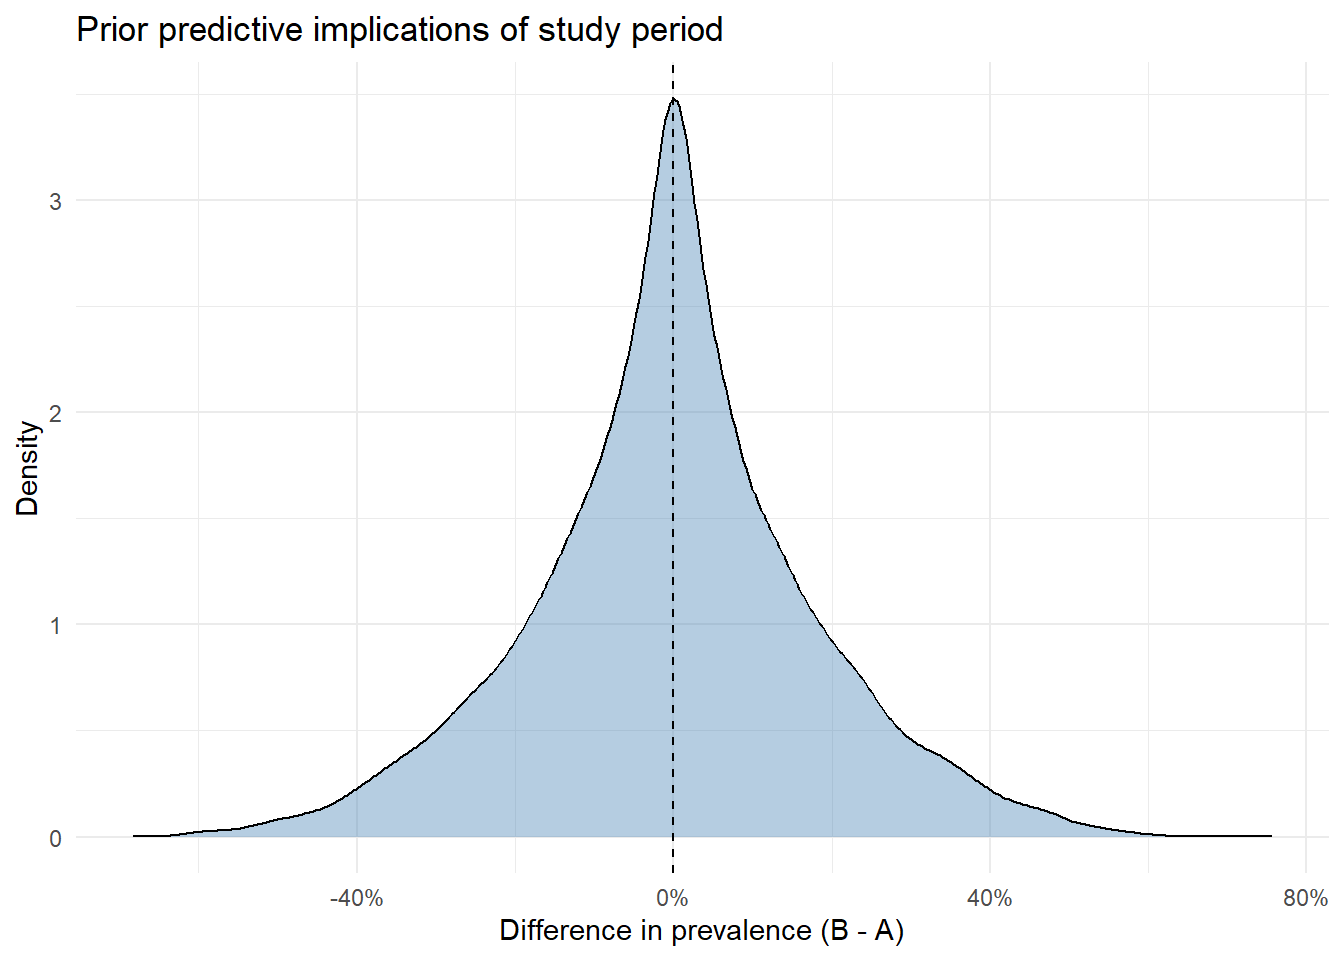 Prior predictive implications of study period
Density
3
2
1
0
-40%
0%
40%
80%
Difference in prevalence (B - A)